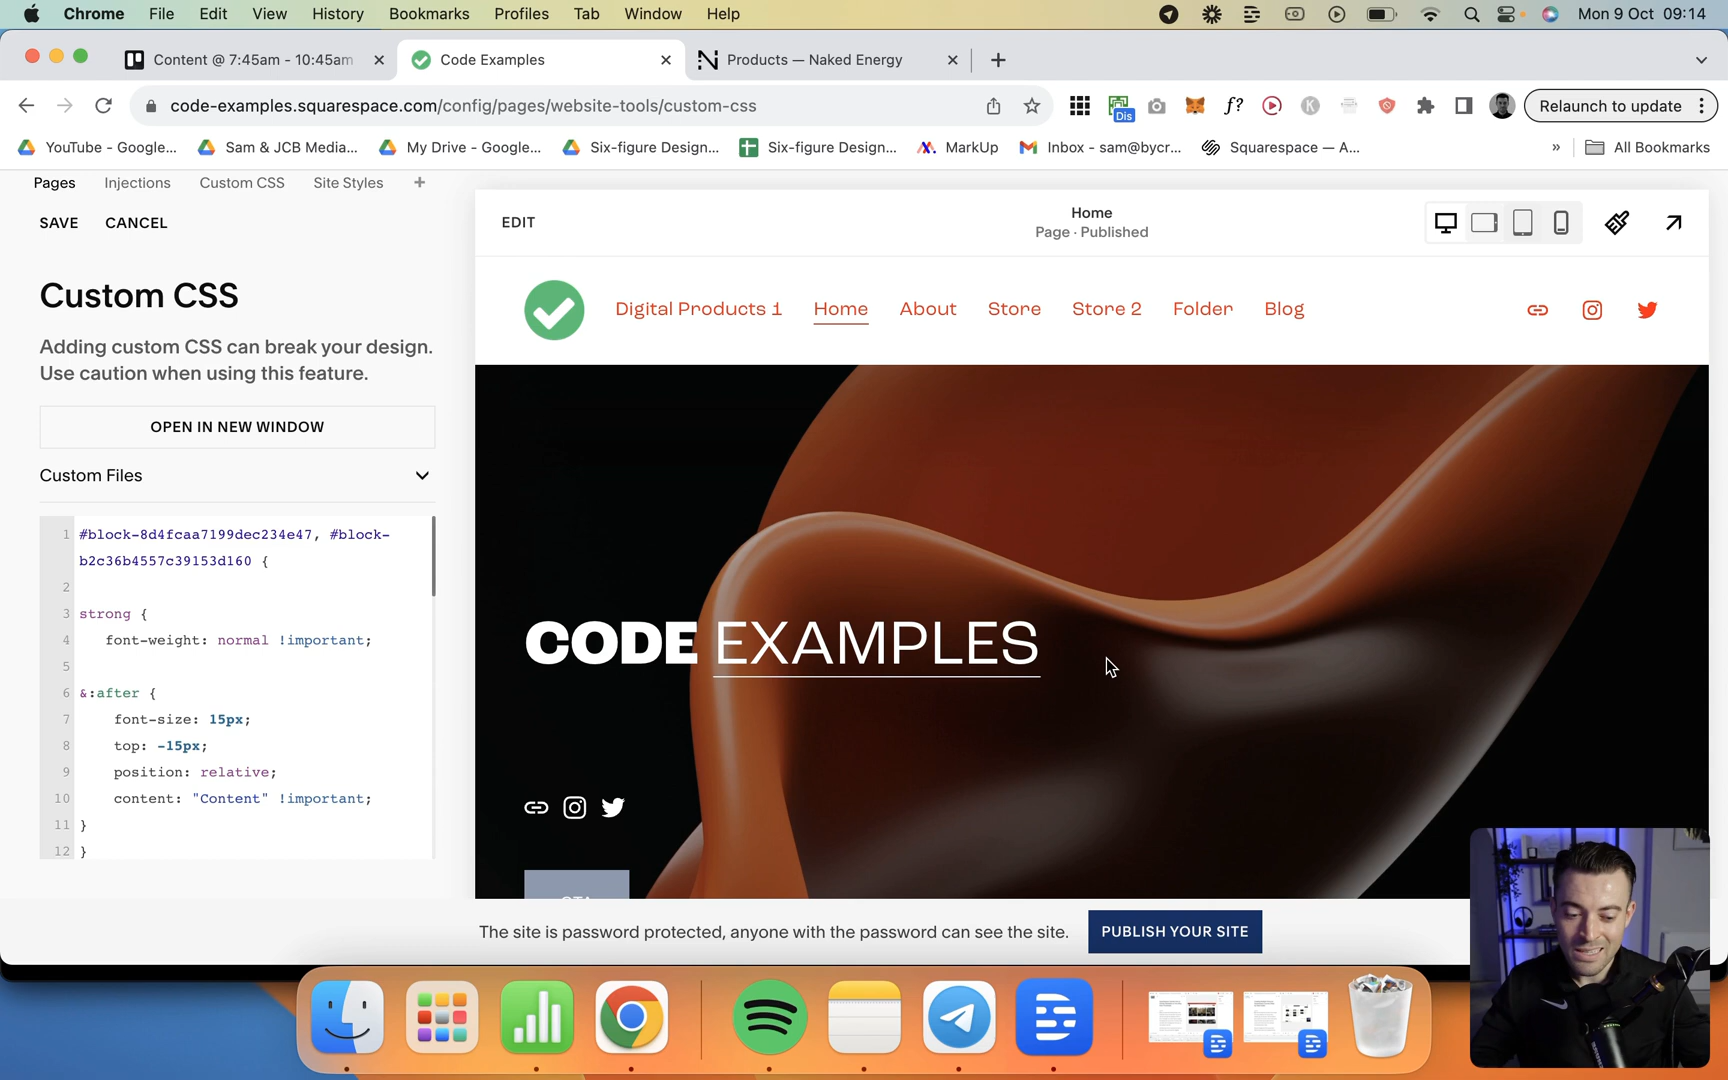 Chrome File Edit View History Bookmarks Profiles Tab Window Help Mon 9 Oct 09:14
Content @ 7:45am - 10:45am Code Examples Products — Naked Energy
code-examples.squarespace.com/config/pages/website-tools/custom-css f? Dis K Relaunch to update
YouTube - Google... Sam & JCB Media... My Drive - Google... Six-figure Design... Six-figure Design... MarkUp Inbox - sam@bycr... Squarespace — A... » All Bookmarks
Pages Injections Custom CSS Site Styles +
SAVE CANCEL
EDIT
Home
Page · Published
Custom CSS
Adding custom CSS can break your design.
Use caution when using this feature.
OPEN IN NEW WINDOW
Custom Files
1 #block-8d4fcaa7199dec234e47, #block-
b2c36b4557c39153d160 {
2
3 strong {
4 font-weight: normal !important;
5
6 &:after {
7 font-size: 15px;
8 top: -15px;
9 position: relative;
10 content: "Content" !important;
11 }
12 }
Digital Products 1 Home About Store Store 2 Folder Blog
CODE EXAMPLES
The site is password protected, anyone with the password can see the site. PUBLISH YOUR SITE